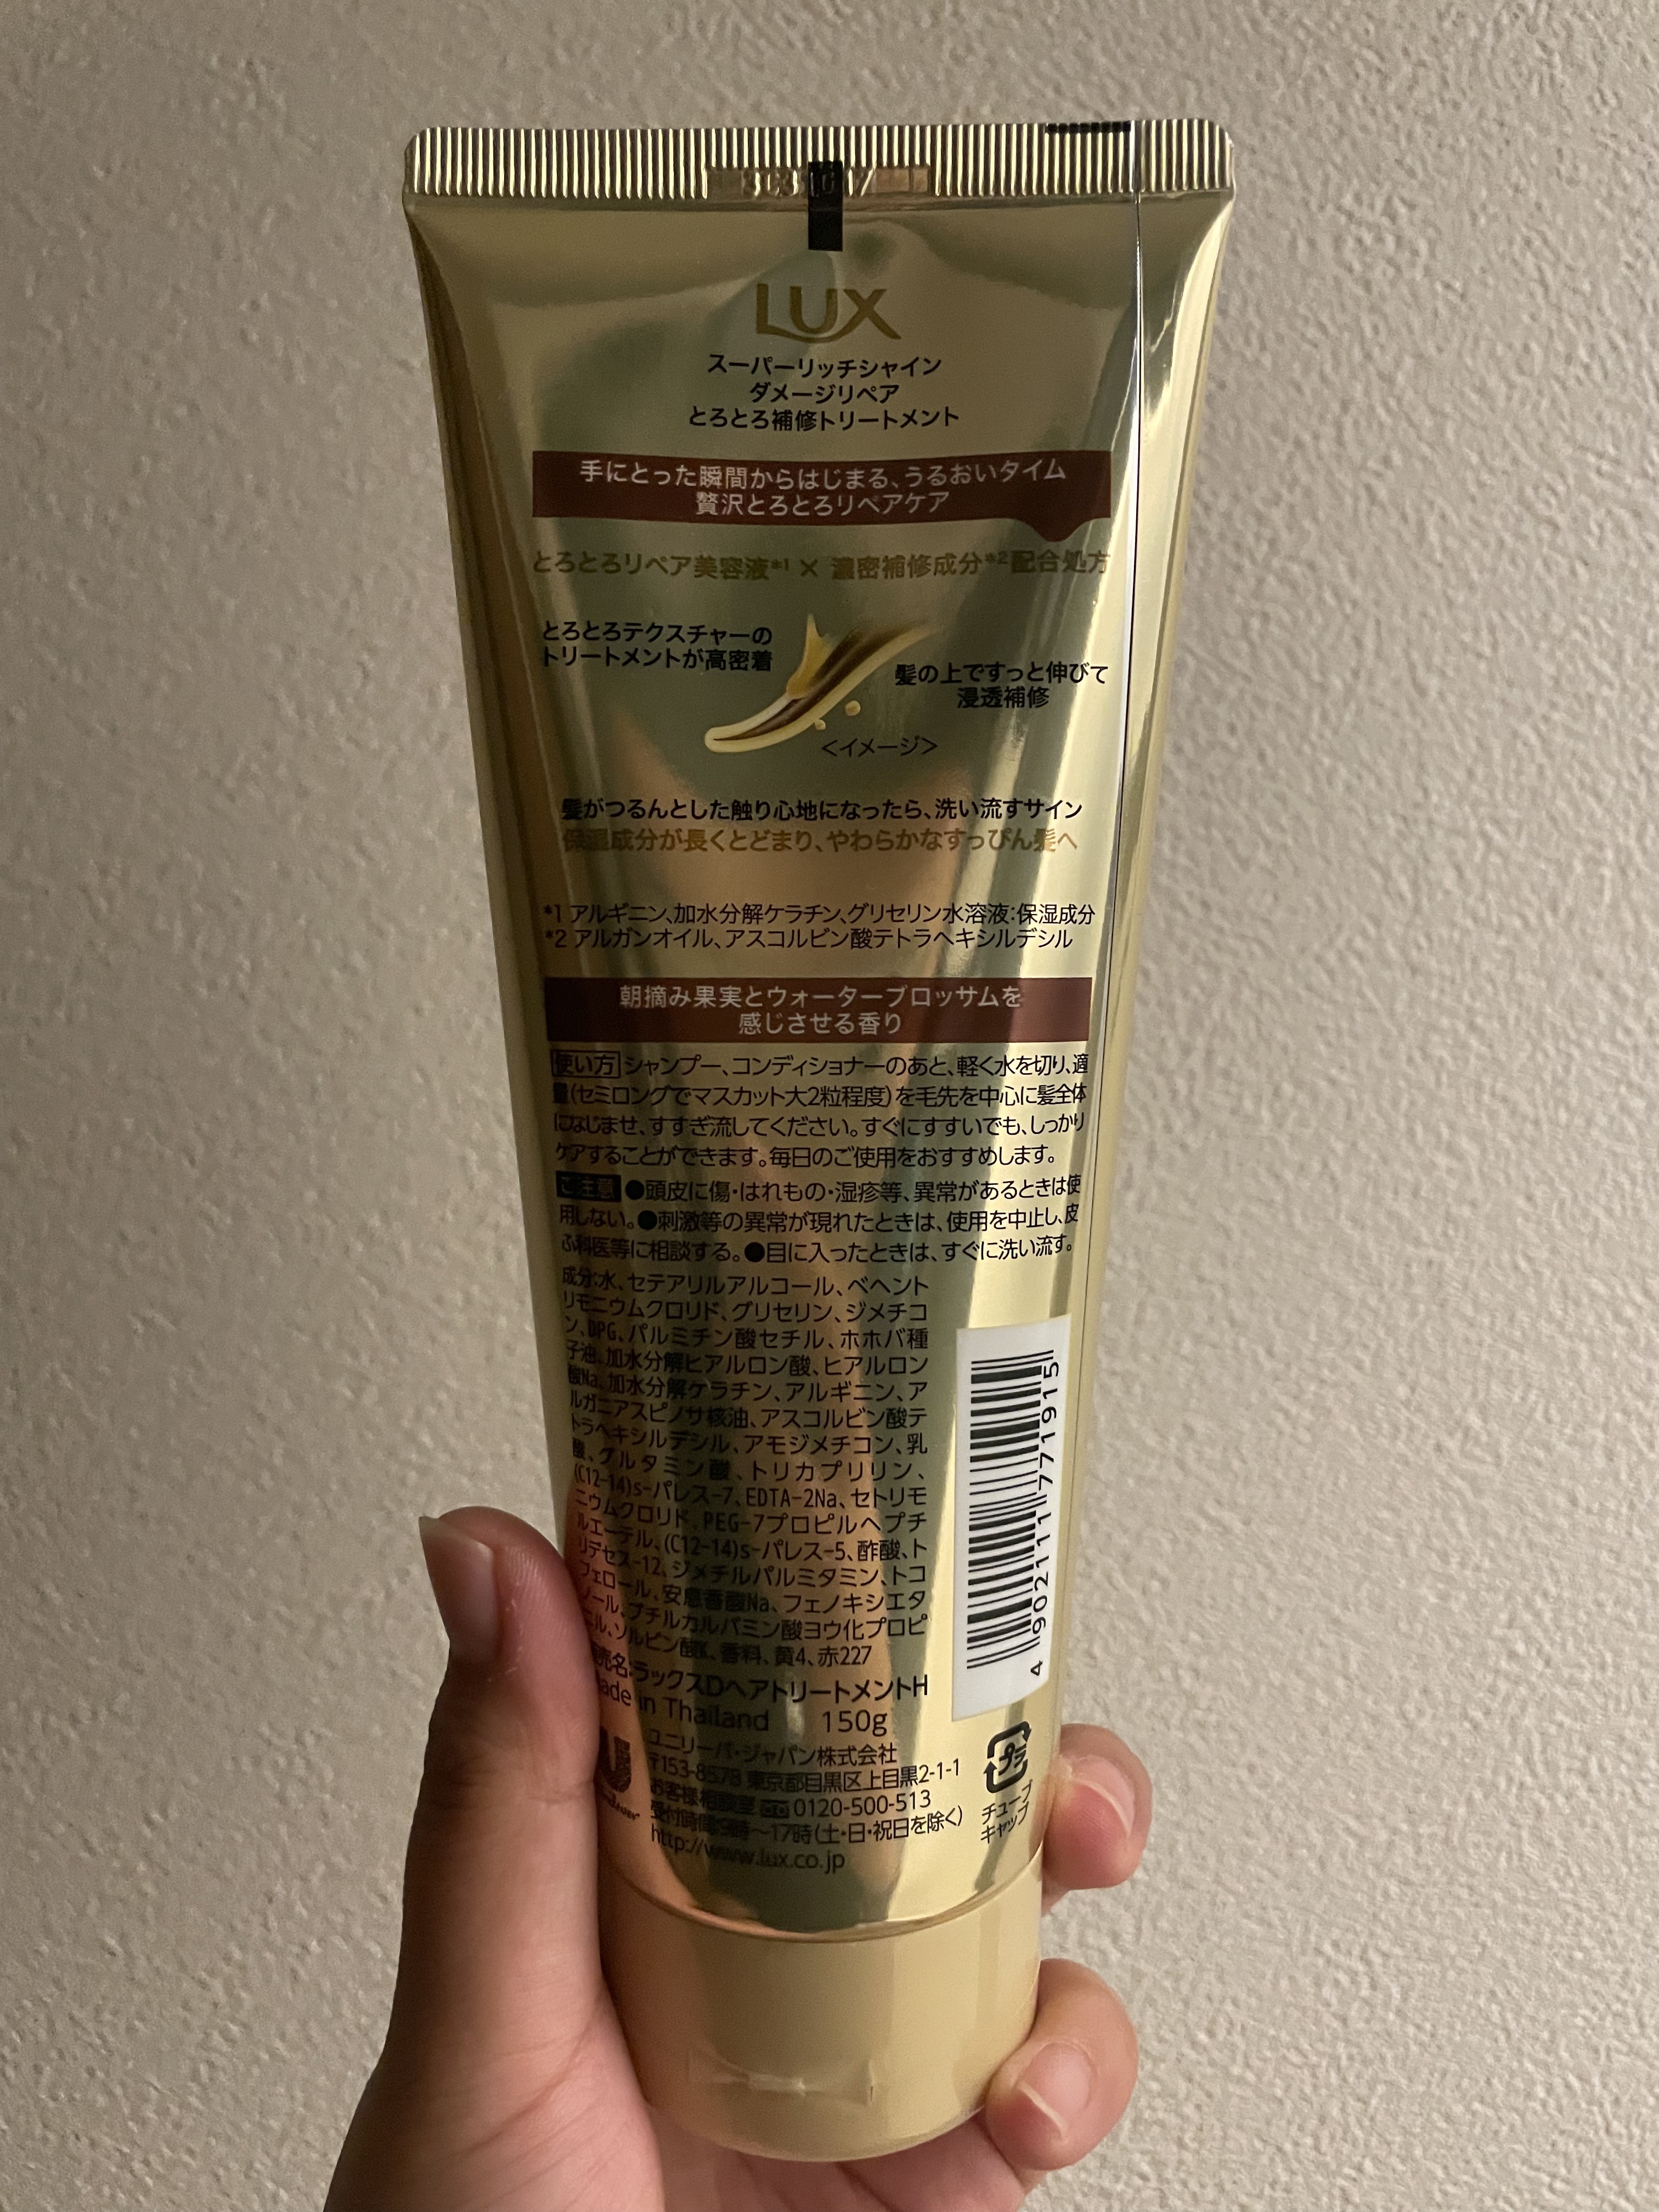 LUX
スーパーリッチシャイン
ダメージリペア
とろとろ補修トリートメント
手にとった瞬間からはじまる、うるおいタイム
贅沢とろとろリペアケア
とろとろリペア美容液*1 × 濃密補修成分*2配合処方
とろとろテクスチャーの
トリートメントが高密着
髪の上ですっと伸びて
浸透補修
<イメージ>
髪がつるんとした触り心地になったら、洗い流すサイン
保湿成分が長くとどまり、やわらかなすっぴん髪へ
*1 アルギニン、加水分解ケラチン、グリセリン水溶液:保湿成分
*2 アルガンオイル、アスコルビン酸テトラヘキシルデシル
朝摘み果実とウォーターブロッサムを
感じさせる香り
使い方 シャンプー、コンディショナーのあと、軽く水を切り、適
量(セミロングでマスカット大2粒程度)を毛先を中心に髪全体
になじませ、すすぎ流してください。すぐにすすいでも、しっかり
ケアすることができます。毎日のご使用をおすすめします。
ご注意 ●頭皮に傷・はれもの・湿疹等、異常があるときは使
用しない。●刺激等の異常が現れたときは、使用を中止し、皮
ふ科医等に相談する。●目に入ったときは、すぐに洗い流す。
成分:水、セテアリルアルコール、ベヘント
リモニウムクロリド、グリセリン、ジメチコ
ン、DPG、パルミチン酸セチル、ホホバ種
子油、加水分解ヒアルロン酸、ヒアルロン
酸Na、加水分解ケラチン、アルギニン、ア
ルガニアスピノサ核油、アスコルビン酸テ
トラヘキシルデシル、アモジメチコン、乳
酸、グルタミン酸、トリカプリリン、
(C12-14)s-パレス-7、EDTA-2Na、セトリモ
ニウムクロリド、PEG-7プロピルヘプチ
ルエーテル、(C12-14)s-パレス-5、酢酸、ト
リデセス-12、ジメチルパルミタミン、トコ
フェロール、安息香酸Na、フェノキシエタ
ノール、ブチルカルバミン酸ヨウ化プロピ
ニル、ソルビン酸K、香料、黄4、赤227
売名:ラックスDヘアトリートメントH
ade in Thailand 150g
ユニリーバ・ジャパン株式会社
〒153-8578 東京都目黒区上目黒2-1-1
お客様相談室 0120-500-513
受付時間:9時～17時(土・日・祝日を除く)
http://www.lux.co.jp
4 902111 771915
プラ
チューブ
キャップ